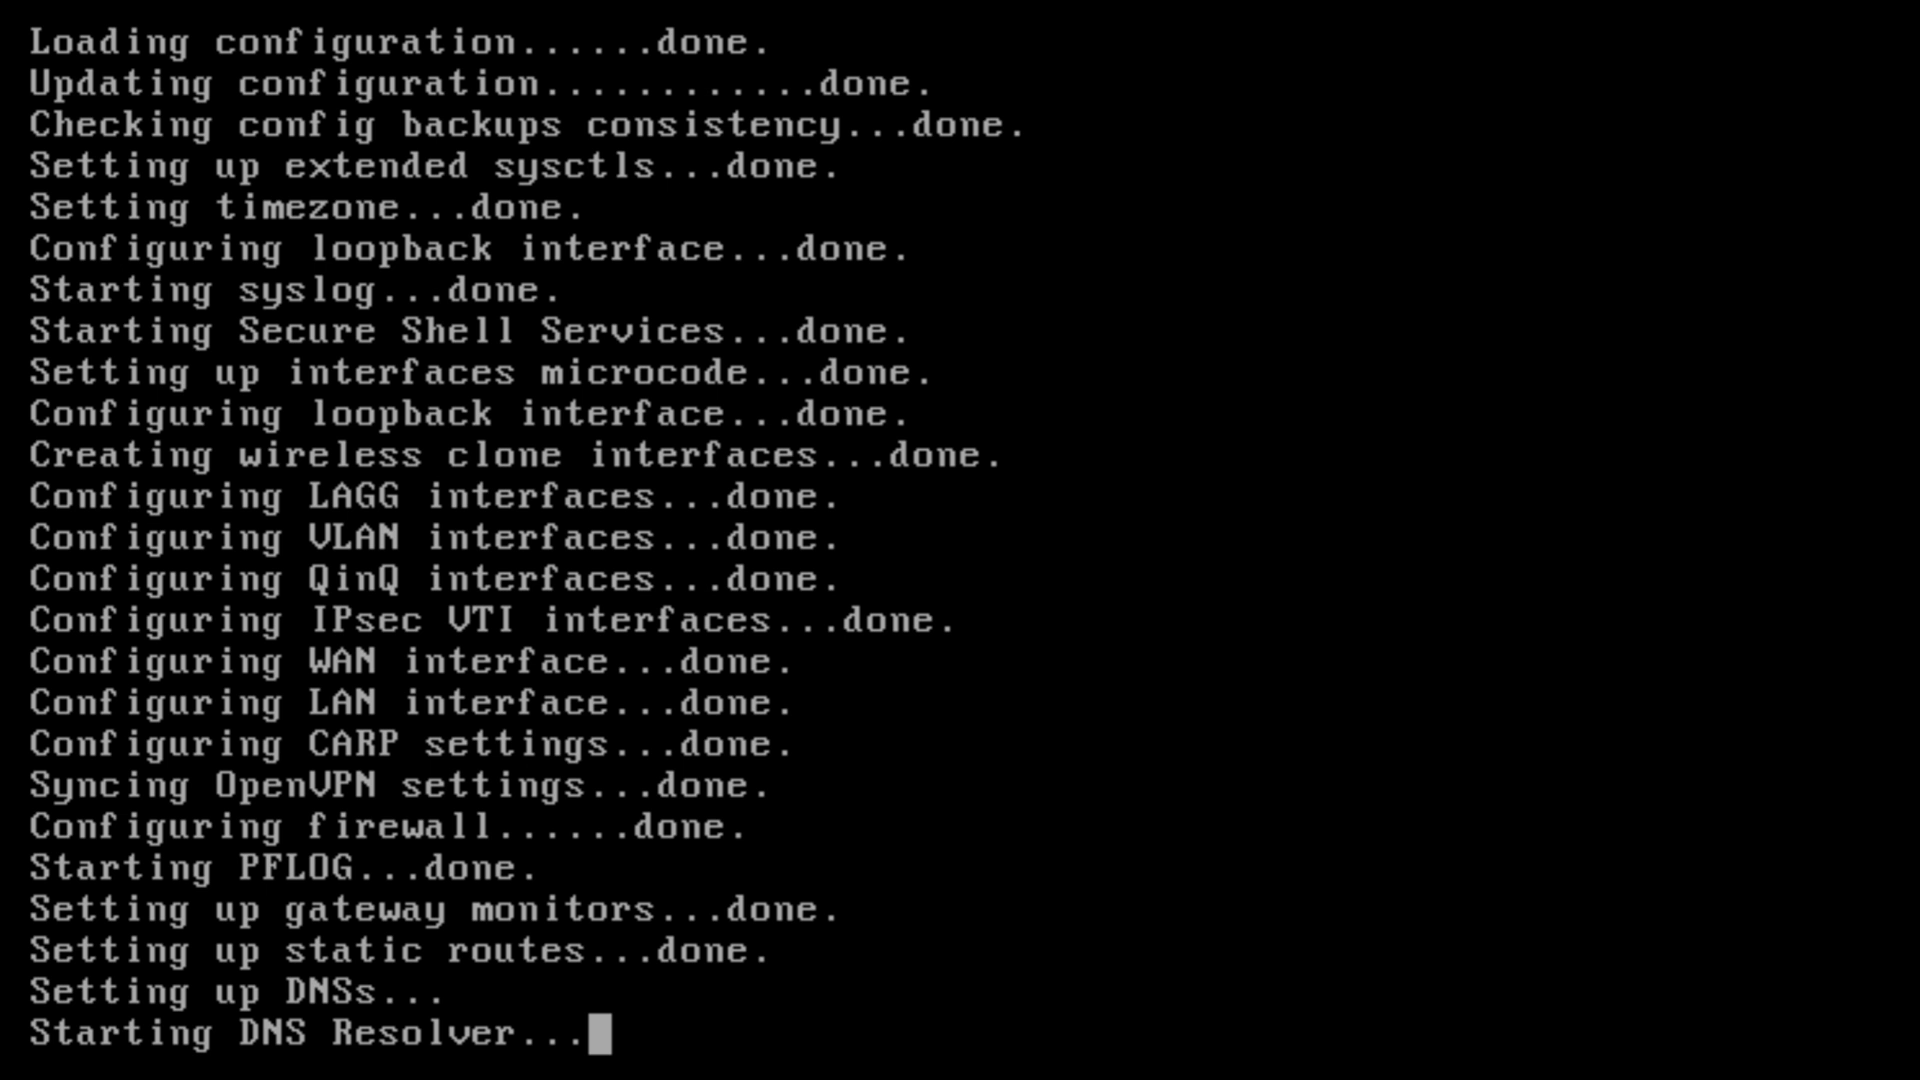 Loading configuration......done.
Updating configuration............done.
Checking config backups consistency...done.
Setting up extended sysctls...done.
Setting timezone...done.
Configuring loopback interface...done.
Starting syslog...done.
Starting Secure Shell Services...done.
Setting up interfaces microcode...done.
Configuring loopback interface...done.
Creating wireless clone interfaces...done.
Configuring LAGG interfaces...done.
Configuring VLAN interfaces...done.
Configuring QinQ interfaces...done.
Configuring IPsec VTI interfaces...done.
Configuring WAN interface...done.
Configuring LAN interface...done.
Configuring CARP settings...done.
Syncing OpenVPN settings...done.
Configuring firewall......done.
Starting PFLOG...done.
Setting up gateway monitors...done.
Setting up static routes...done.
Setting up DNSs...
Starting DNS Resolver...